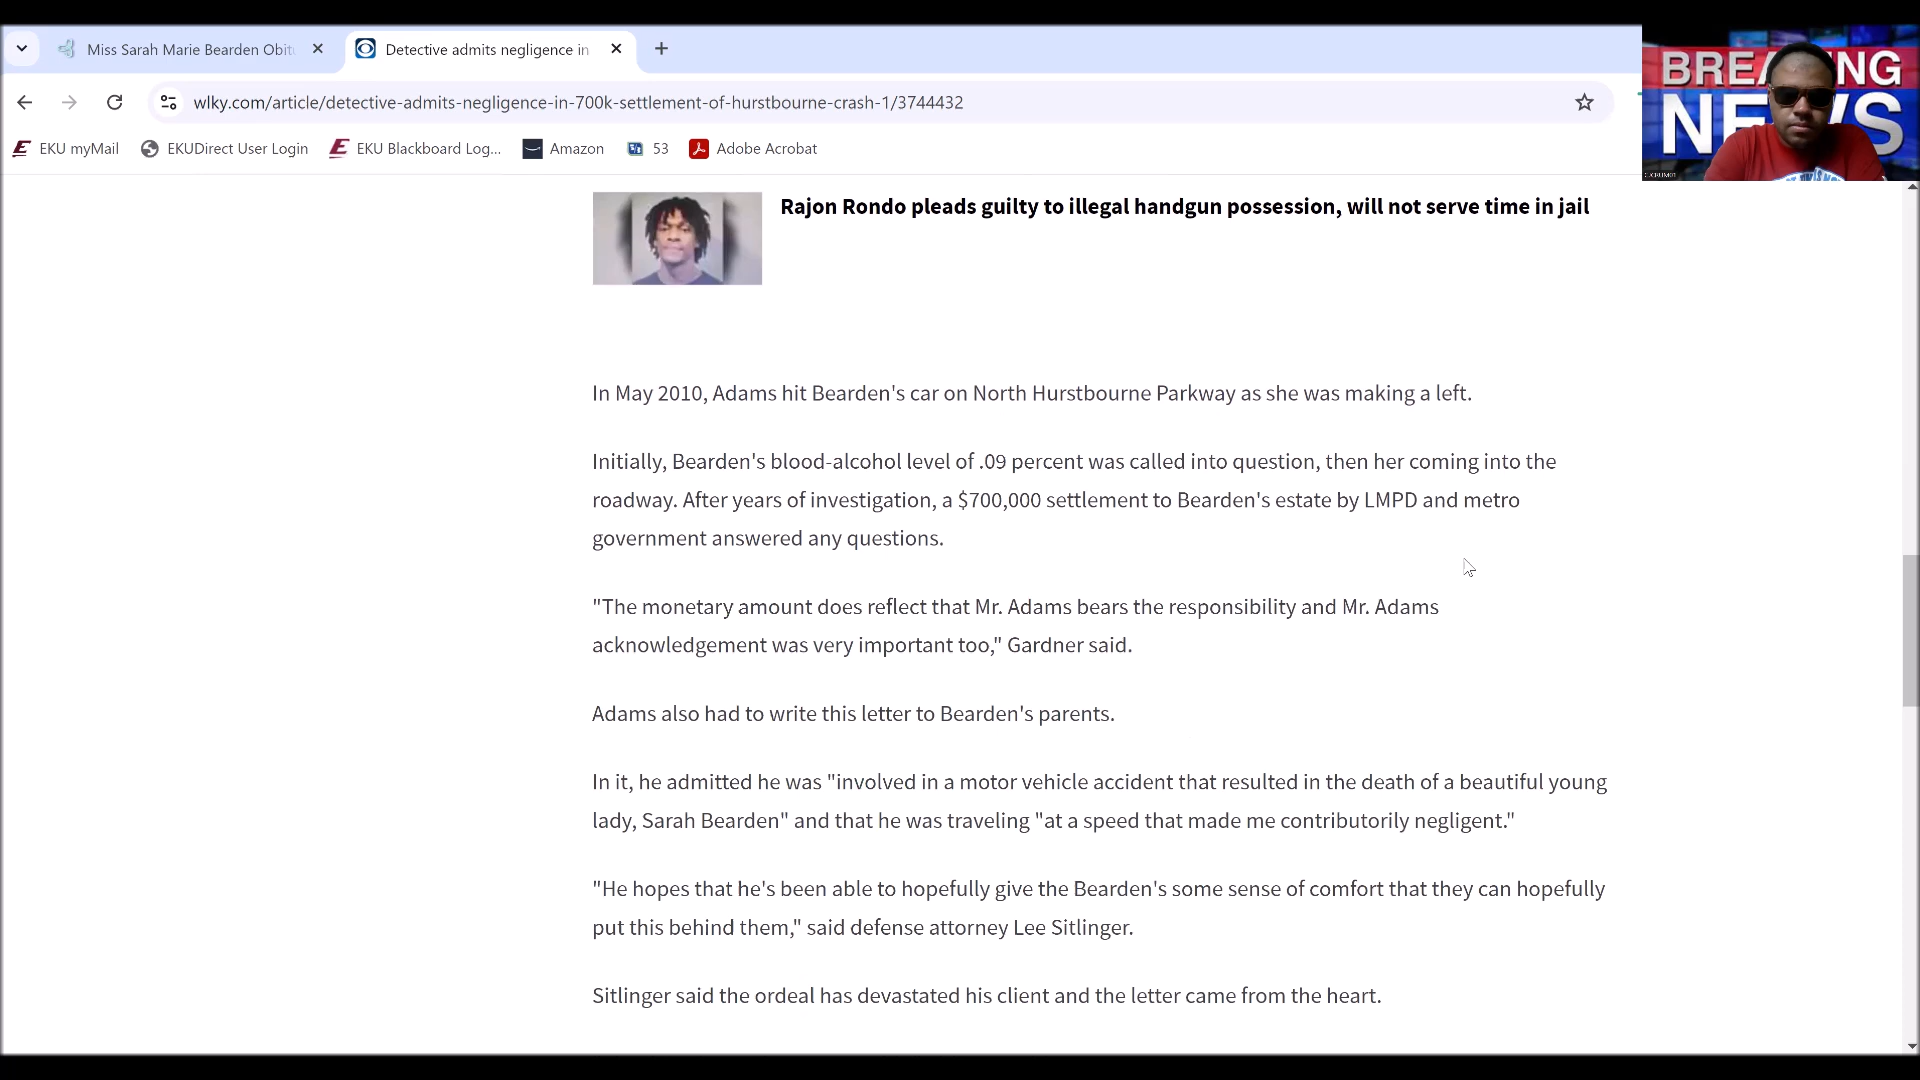 Miss Sarah Marie Bearden Obitu
Detective admits negligence in
wlky.com/article/detective-admits-negligence-in-700k-settlement-of-hurstbourne-crash-1/3744432
EKU myMail
EKUDirect User Login
EKU Blackboard Log...
Amazon
53
Adobe Acrobat
BREAKING
NEWS
Rajon Rondo pleads guilty to illegal handgun possession, will not serve time in jail
In May 2010, Adams hit Bearden's car on North Hurstbourne Parkway as she was making a left.
Initially, Bearden's blood-alcohol level of .09 percent was called into question, then her coming into the
roadway. After years of investigation, a $700,000 settlement to Bearden's estate by LMPD and metro
government answered any questions.
"The monetary amount does reflect that Mr. Adams bears the responsibility and Mr. Adams
acknowledgement was very important too," Gardner said.
Adams also had to write this letter to Bearden's parents.
In it, he admitted he was "involved in a motor vehicle accident that resulted in the death of a beautiful young
lady, Sarah Bearden" and that he was traveling "at a speed that made me contributorily negligent."
"He hopes that he's been able to hopefully give the Bearden's some sense of comfort that they can hopefully
put this behind them," said defense attorney Lee Sitlinger.
Sitlinger said the ordeal has devastated his client and the letter came from the heart.